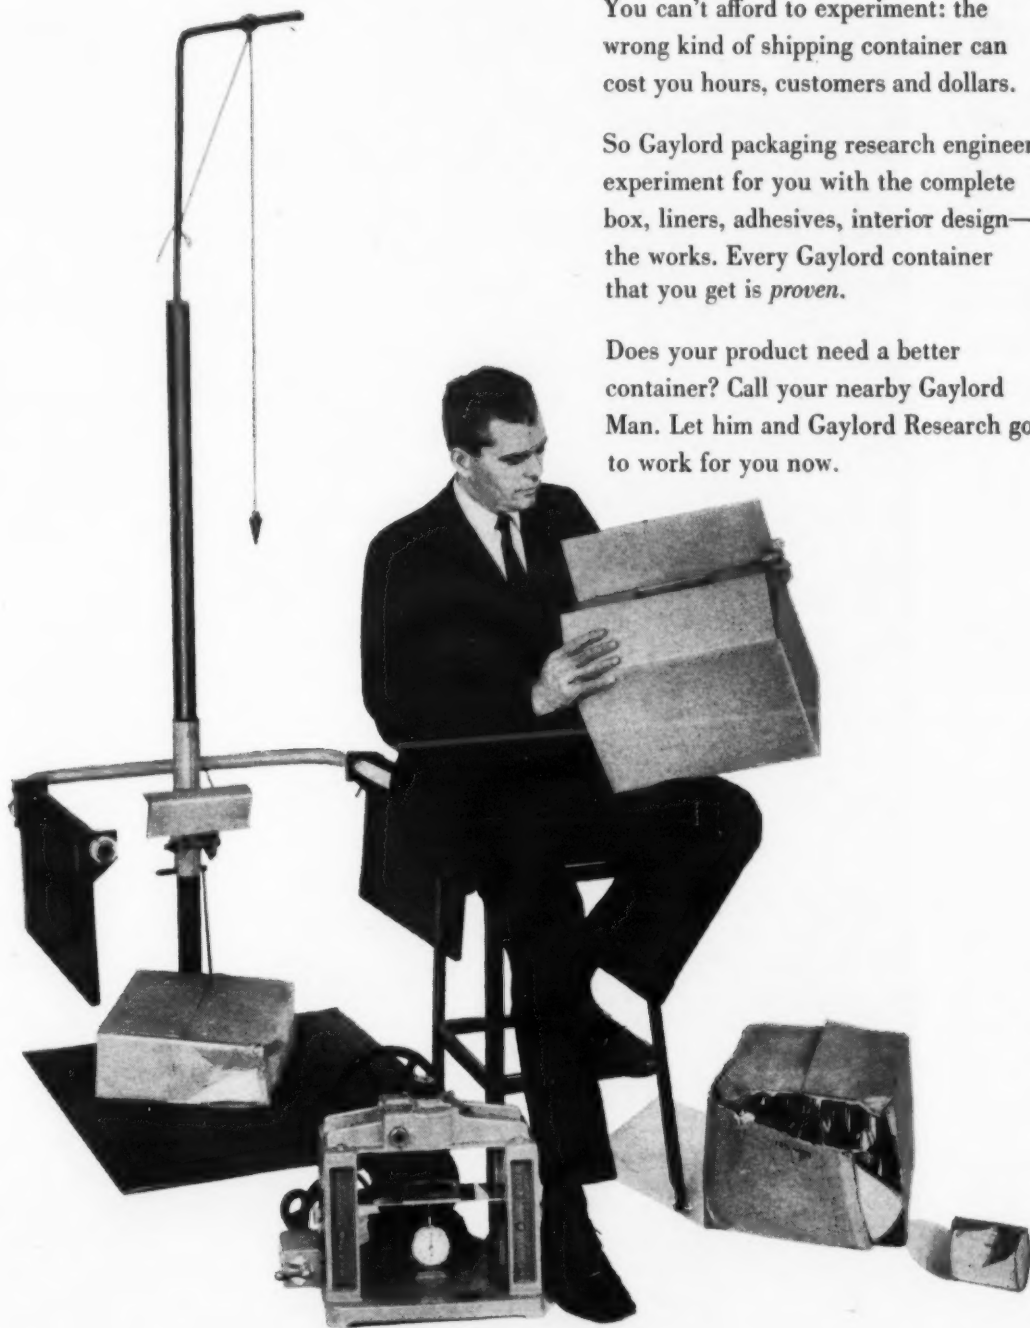 You can't afford to experiment: the
wrong kind of shipping container can
cost you hours, customers and dollars.
So Gaylord packaging research engineer
experiment for you with the complete
box, liners, adhesives, interior design—
the works. Every Gaylord container
that you get is proven.
Does your product need a better
container? Call your nearby Gaylord
Man. Let him and Gaylord Research go
to work for you now.